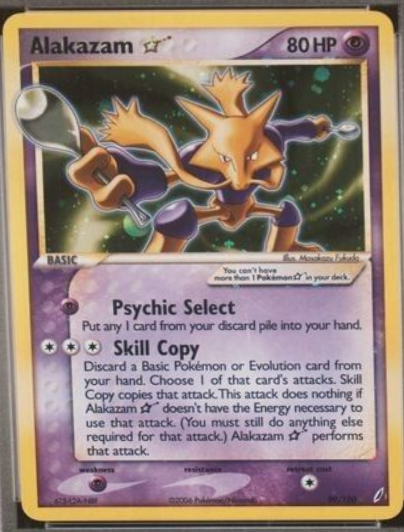 Alakazam ☆ 80 HP
BASIC
Illus. Masakazu Fukuda
You can't have
more than 1 Pokémon ☆ in your deck.
Psychic Select
Put any 1 card from your discard pile into your hand.
Skill Copy
Discard a Basic Pokémon or Evolution card from
your hand. Choose 1 of that card's attacks. Skill
Copy copies that attack. This attack does nothing if
Alakazam ☆ doesn't have the Energy necessary to
use that attack. (You must still do anything else
required for that attack.) Alakazam ☆ performs
that attack.
weakness resistance retreat cost
©2006 Pokémon/Nintendo 99/100